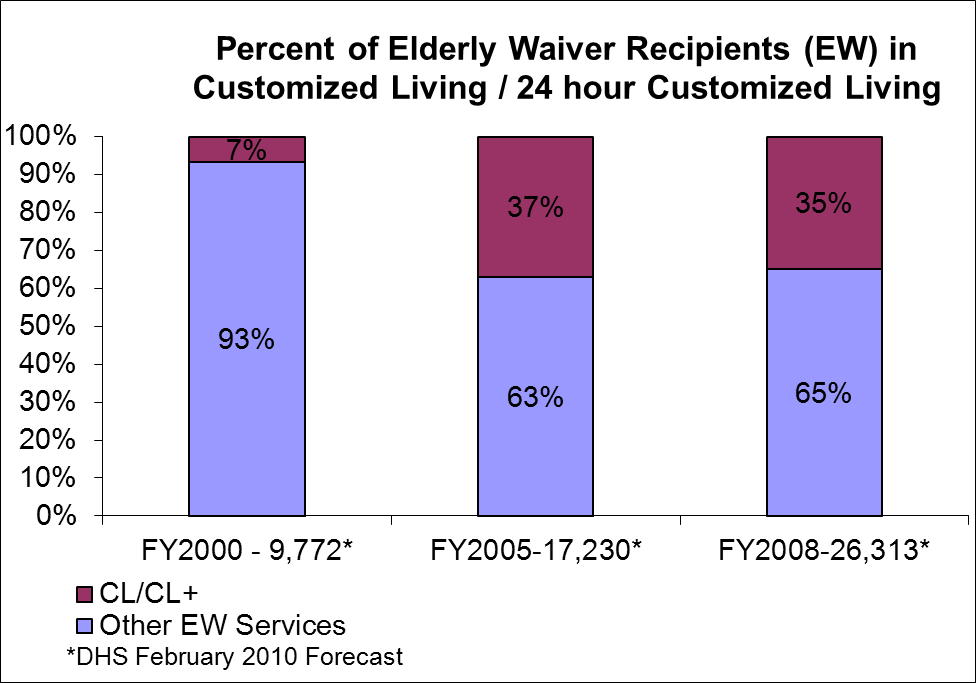 Percent of Elderly Waiver Recipients (EW) in
Customized Living / 24 hour Customized Living
100%
90%
80%
70%
60%
50%
40%
30%
20%
10%
0%
7%
93%
37%
63%
35%
65%
FY2000 - 9,772*
FY2005-17,230*
FY2008-26,313*
CL/CL+
Other EW Services
*DHS February 2010 Forecast